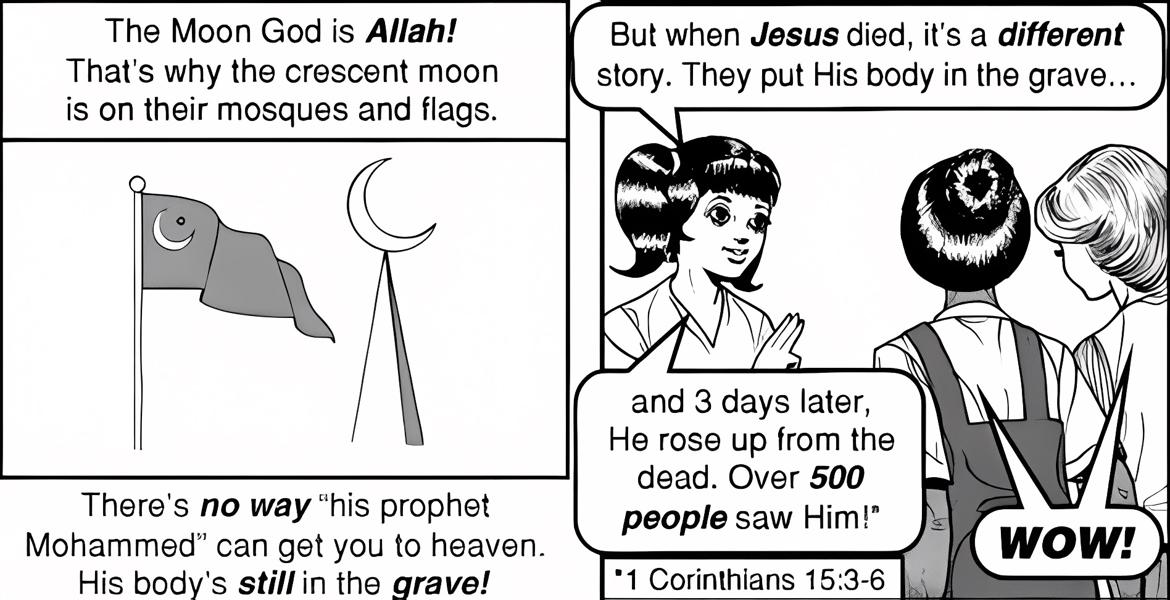 The Moon God is Allah!
That's why the crescent moon
is on their mosques and flags.
There's no way "his prophet
Mohammed" can get you to heaven.
His body's still in the grave!
But when Jesus died, it's a different
story. They put His body in the grave...
and 3 days later,
He rose up from the
dead. Over 500
people saw Him!*
WOW!
*1 Corinthians 15:3-6